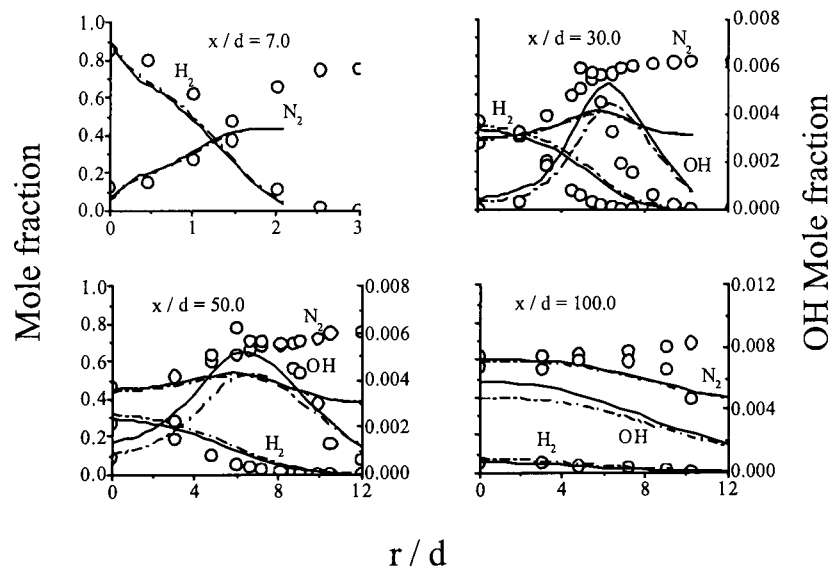 Mole fraction
OH Mole fraction
1.0
0.8
0.6
0.4
0.2
0.0
x / d = 7.0
H2
N2
0 1 2 3
x / d = 30.0
N2
H2
OH
0.008
0.006
0.004
0.002
0.000
1.0
0.8
0.6
0.4
0.2
0.0
x / d = 50.0
N2
OH
H2
0.008
0.006
0.004
0.002
0.000
0 4 8 12
x / d = 100.0
N2
OH
H2
0.012
0.008
0.004
0.000
0 4 8 12
r / d